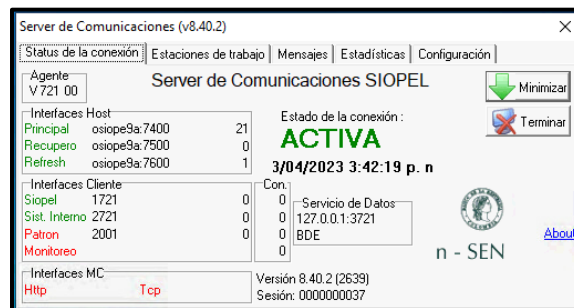 Server de Comunicaciones (v8.40.2)
Status de la conexión Estaciones de trabajo Mensajes Estadísticas Configuración
Agente
V 721 00
Server de Comunicaciones SIOPEL
Minimizar
Terminar
Interfaces Host
Principal osiope9a:7400 21
Recupero osiope9a:7500 0
Refresh osiope9a:7600 1
Estado de la conexión :
ACTIVA
3/04/2023 3:42:19 p. n
Interfaces Cliente
Siopel 1721 0
Sist. Interno 2721 0
Patron 2001 0
Monitoreo
Con.
0
0
0
0
Servicio de Datos
127.0.0.1:3721
BDE
n - SEN
About
Interfaces MC
Http Tcp
Versión 8.40.2 (2639)
Sesión: 0000000037